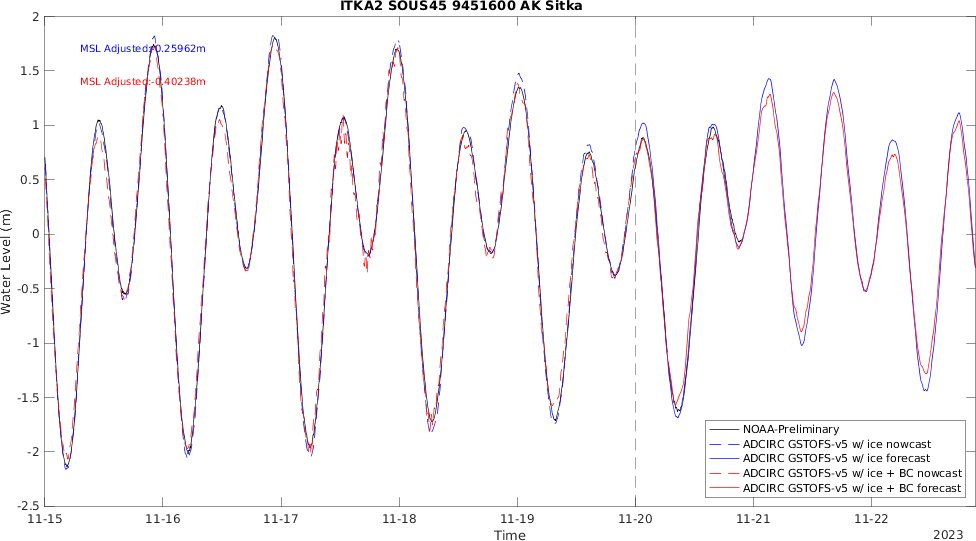 ITKA2 SOUS45 9451600 AK Sitka
2
1.5
1
0.5
0
-0.5
-1
-1.5
-2
-2.5
Water Level (m)
MSL Adjusted:0.25962m
MSL Adjusted:-0.40238m
NOAA-Preliminary
ADCIRC GSTOFS-v5 w/ ice nowcast
ADCIRC GSTOFS-v5 w/ ice forecast
ADCIRC GSTOFS-v5 w/ ice + BC nowcast
ADCIRC GSTOFS-v5 w/ ice + BC forecast
11-15 11-16 11-17 11-18 11-19 11-20 11-21 11-22
Time
2023